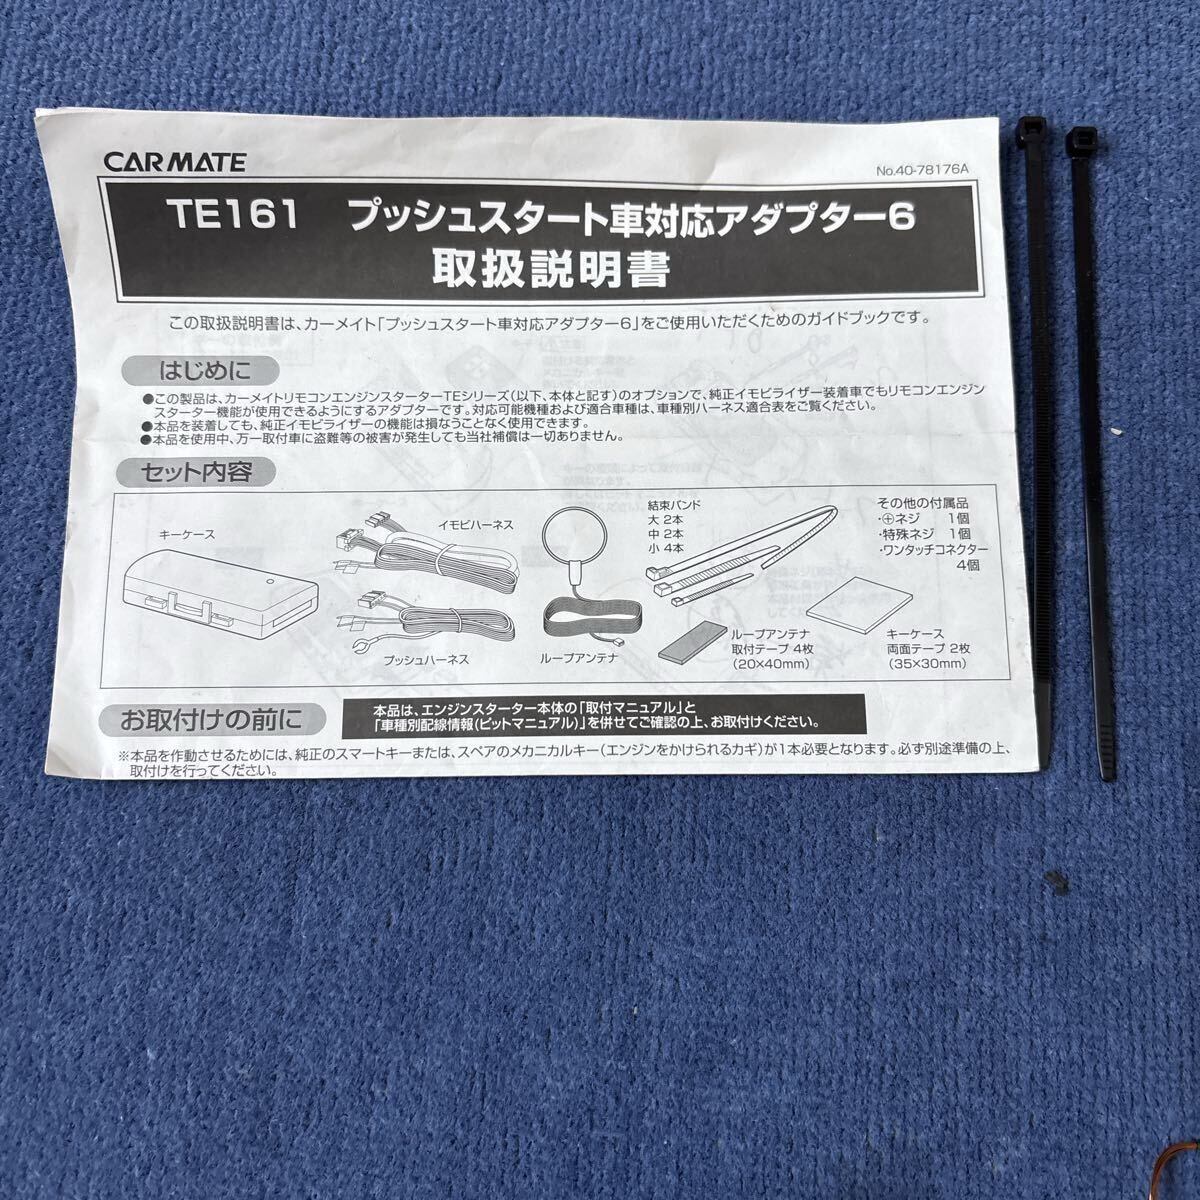 CARMATE
No.40-78176A
TE161 プッシュスタート車対応アダプター6
取扱説明書
この取扱説明書は、カーメイト「プッシュスタート車対応アダプター6」をご使用いただくためのガイドブックです。
はじめに
●この製品は、カーメイトリモコンエンジンスターターTEシリーズ(以下、本体と記す)のオプションで、純正イモビライザー装着車でもリモコンエンジン
スターター機能が使用できるようにするアダプターです。対応可能機種および適合車種は、車種別ハーネス適合表をご覧ください。
●本品を装着しても、純正イモビライザーの機能は損なうことなく使用できます。
●本品を使用中、万一取付車に盗難等の被害が発生しても当社補償は一切ありません。
セット内容
キーケース
イモビハーネス
プッシュハーネス
ループアンテナ
結束バンド
大 2本
中 2本
小 4本
ループアンテナ
取付テープ 4枚
(20×40mm)
その他の付属品
・⊕ネジ 1個
・特殊ネジ 1個
・ワンタッチコネクター
4個
キーケース
両面テープ 2枚
(35×30mm)
お取付けの前に
本品は、エンジンスターター本体の「取付マニュアル」と
「車種別配線情報(ピットマニュアル)」を併せてご確認の上、お取付けください。
※本品を作動させるためには、純正のスマートキーまたは、スペアのメカニカルキー(エンジンをかけられるカギ)が1本必要となります。必ず別途準備の上、
取付けを行ってください。